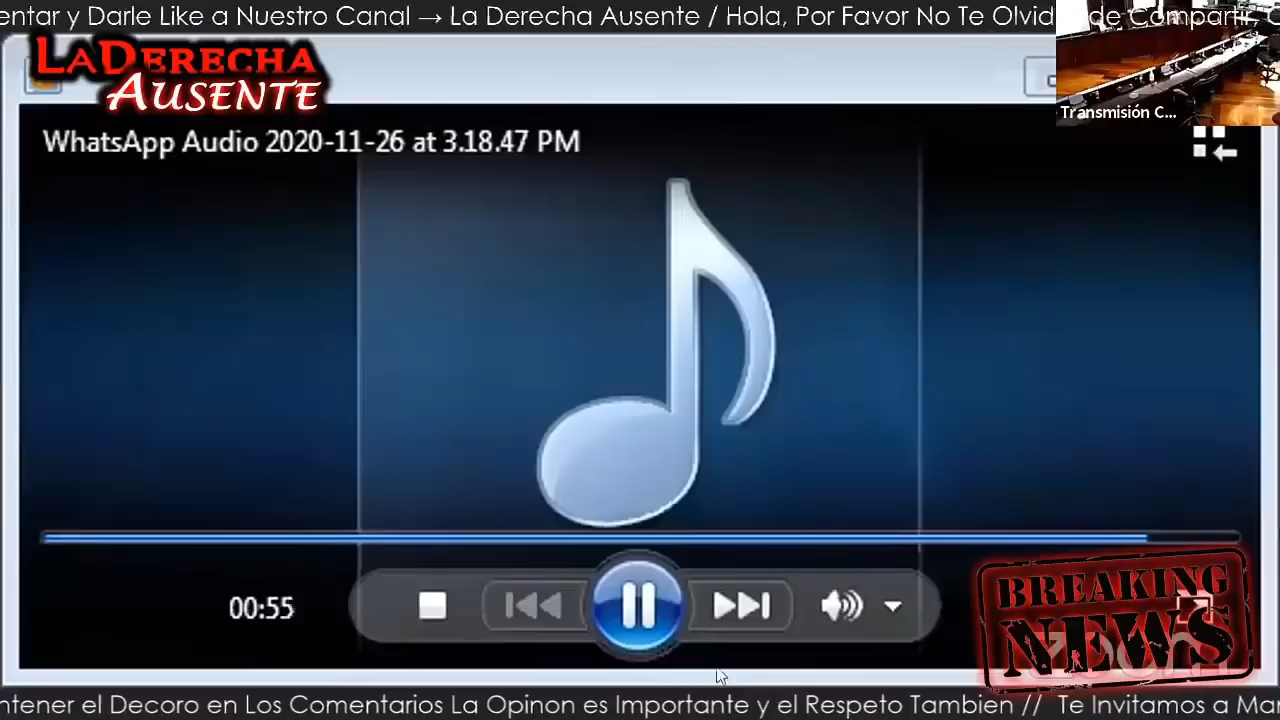 entar y Darle Like a Nuestro Canal → La Derecha Ausente / Hola, Por Favor No Te Olvid de Compartir, C
LADERECHA
AUSENTE
Transmisión C...
WhatsApp Audio 2020-11-26 at 3.18.47 PM
00:55
BREAKING
NEWS
ntener el Decoro en Los Comentarios La Opinon es Importante y el Respeto Tambien // Te Invitamos a Ma